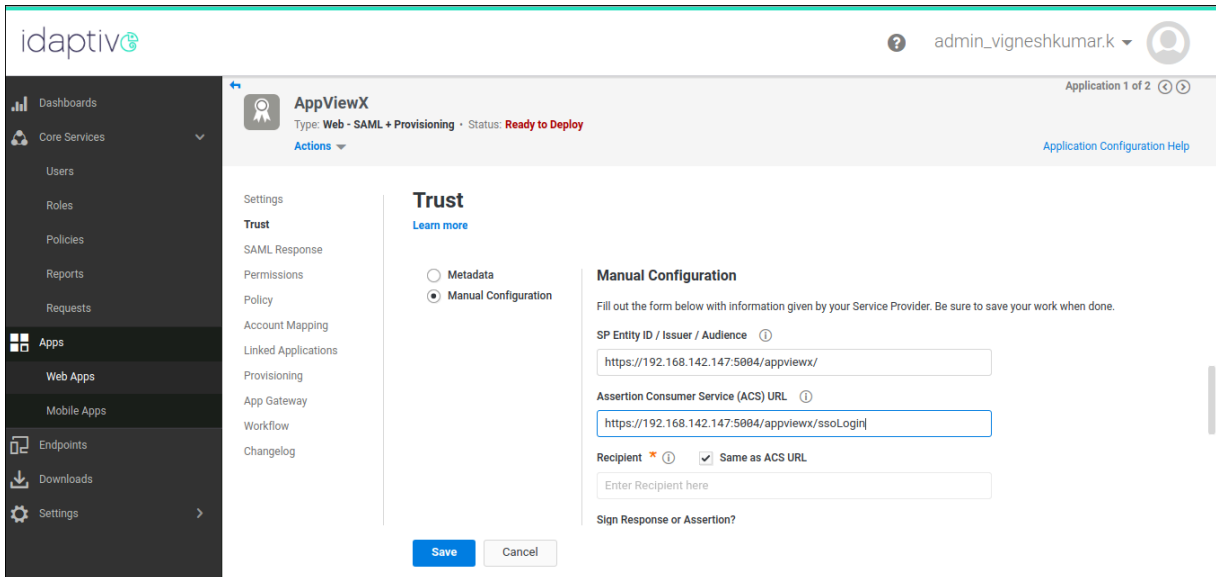 idaptive
admin_vigneshkumar.k
Dashboards
Core Services
Users
Roles
Policies
Reports
Requests
Apps
Web Apps
Mobile Apps
Endpoints
Downloads
Settings
Application 1 of 2
AppViewX
Type: Web - SAML + Provisioning • Status: Ready to Deploy
Actions
Application Configuration Help
Settings
Trust
SAML Response
Permissions
Policy
Account Mapping
Linked Applications
Provisioning
App Gateway
Workflow
Changelog
Trust
Learn more
Metadata
Manual Configuration
Manual Configuration
Fill out the form below with information given by your Service Provider. Be sure to save your work when done.
SP Entity ID / Issuer / Audience
https://192.168.142.147:5004/appviewx/
Assertion Consumer Service (ACS) URL
https://192.168.142.147:5004/appviewx/ssoLogin
Recipient * Same as ACS URL
Enter Recipient here
Sign Response or Assertion?
Save Cancel